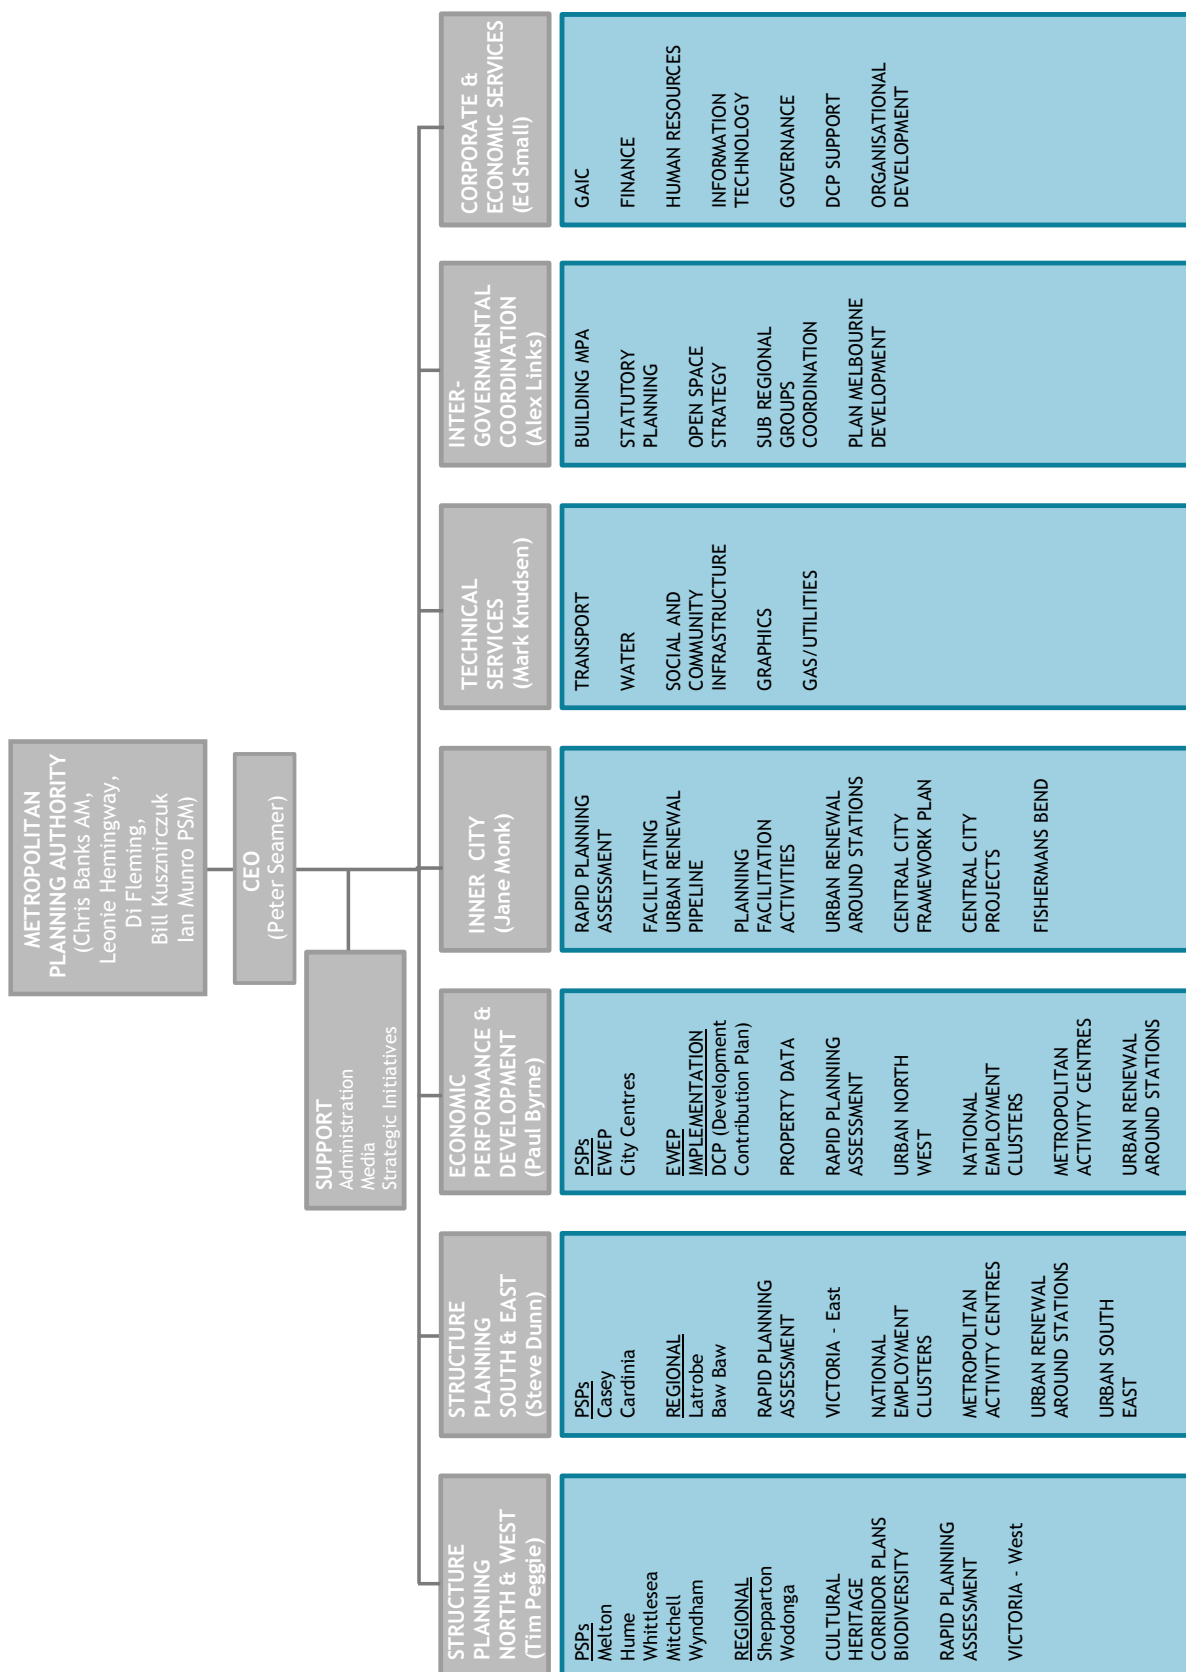 METROPOLITAN
PLANNING AUTHORITY
(Chris Banks AM,
Leonie Hemingway,
Di Fleming,
Bill Kusznirczuk
Ian Munro PSM)
CEO
(Peter Seamer)
SUPPORT
Administration
Media
Strategic Initiatives
STRUCTURE
PLANNING
NORTH & WEST
(Tim Peggie)
PSPs
Melton
Hume
Whittlesea
Mitchell
Wyndham
REGIONAL
Shepparton
Wodonga
CULTURAL
HERITAGE
CORRIDOR PLANS
BIODIVERSITY
RAPID PLANNING
ASSESSMENT
VICTORIA - West
STRUCTURE
PLANNING
SOUTH & EAST
(Steve Dunn)
PSPs
Casey
Cardinia
REGIONAL
Latrobe
Baw Baw
RAPID PLANNING
ASSESSMENT
VICTORIA - East
NATIONAL
EMPLOYMENT
CLUSTERS
METROPOLITAN
ACTIVITY CENTRES
URBAN RENEWAL
AROUND STATIONS
URBAN SOUTH
EAST
ECONOMIC
PERFORMANCE &
DEVELOPMENT
(Paul Byrne)
PSPs
EWEP
City Centres
EWEP
IMPLEMENTATION
DCP (Development
Contribution Plan)
PROPERTY DATA
RAPID PLANNING
ASSESSMENT
URBAN NORTH
WEST
NATIONAL
EMPLOYMENT
CLUSTERS
METROPOLITAN
ACTIVITY CENTRES
URBAN RENEWAL
AROUND STATIONS
INNER CITY
(Jane Monk)
RAPID PLANNING
ASSESSMENT
FACILITATING
URBAN RENEWAL
PIPELINE
PLANNING
FACILITATION
ACTIVITIES
URBAN RENEWAL
AROUND STATIONS
CENTRAL CITY
FRAMEWORK PLAN
CENTRAL CITY
PROJECTS
FISHERMANS BEND
TECHNICAL
SERVICES
(Mark Knudsen)
TRANSPORT
WATER
SOCIAL AND
COMMUNITY
INFRASTRUCTURE
GRAPHICS
GAS/UTILITIES
INTER-
GOVERNMENTAL
COORDINATION
(Alex Links)
BUILDING MPA
STATUTORY
PLANNING
OPEN SPACE
STRATEGY
SUB REGIONAL
GROUPS
COORDINATION
PLAN MELBOURNE
DEVELOPMENT
CORPORATE &
ECONOMIC SERVICES
(Ed Small)
GAIC
FINANCE
HUMAN RESOURCES
INFORMATION
TECHNOLOGY
GOVERNANCE
DCP SUPPORT
ORGANISATIONAL
DEVELOPMENT